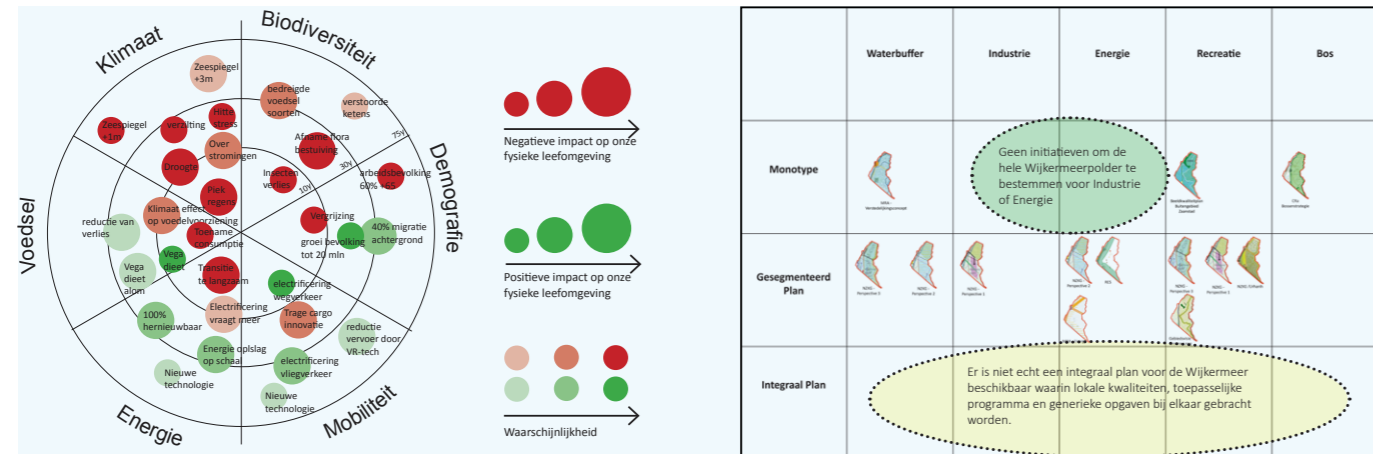 Klimaat
Biodiversiteit
Demografie
Mobiliteit
Energie
Voedsel
Zeespiegel
+3m
bedreigde
voedsel
soorten
verstoorde
ketens
Zeespiegel
+1m
verzilting
Hitte
stress
Over
stromingen
Afname flora
bestuiving
75y
30y
10y
Droogte
Piek
regens
Insecten
verlies
arbeidsbevolking
60% +65
reductie van
verlies
Klimaat effect
op voedelvoorziening
Toename
consumptie
Vergrijzing
groei bevolking
tot 20 mln
40% migratie
achtergrond
Vega
dieet
Vega
dieet
alom
Transitie
te langzaam
electrificering
wegverkeer
100%
hernieuwbaar
Electrificering
vraagt meer
Trage cargo
innovatie
reductie
vervoer door
VR-tech
Energie oplslag
op schaal
electrificering
vliegverkeer
Nieuwe
technologie
Nieuwe
technologie
Negatieve impact op onze
fysieke leefomgeving
Positieve impact op onze
fysieke leefomgeving
Waarschijnlijkheid
Waterbuffer
Industrie
Energie
Recreatie
Bos
Monotype
Geen initiatieven om de
hele Wijkermeerpolder te
bestemmen voor Industrie
of Energie
Gesegmenteerd
Plan
Integraal Plan
Er is niet echt een integraal plan voor de Wijkermeer
beschikbaar waarin lokale kwaliteiten, toepasselijke
programma en generieke opgaven bij elkaar gebracht
worden.